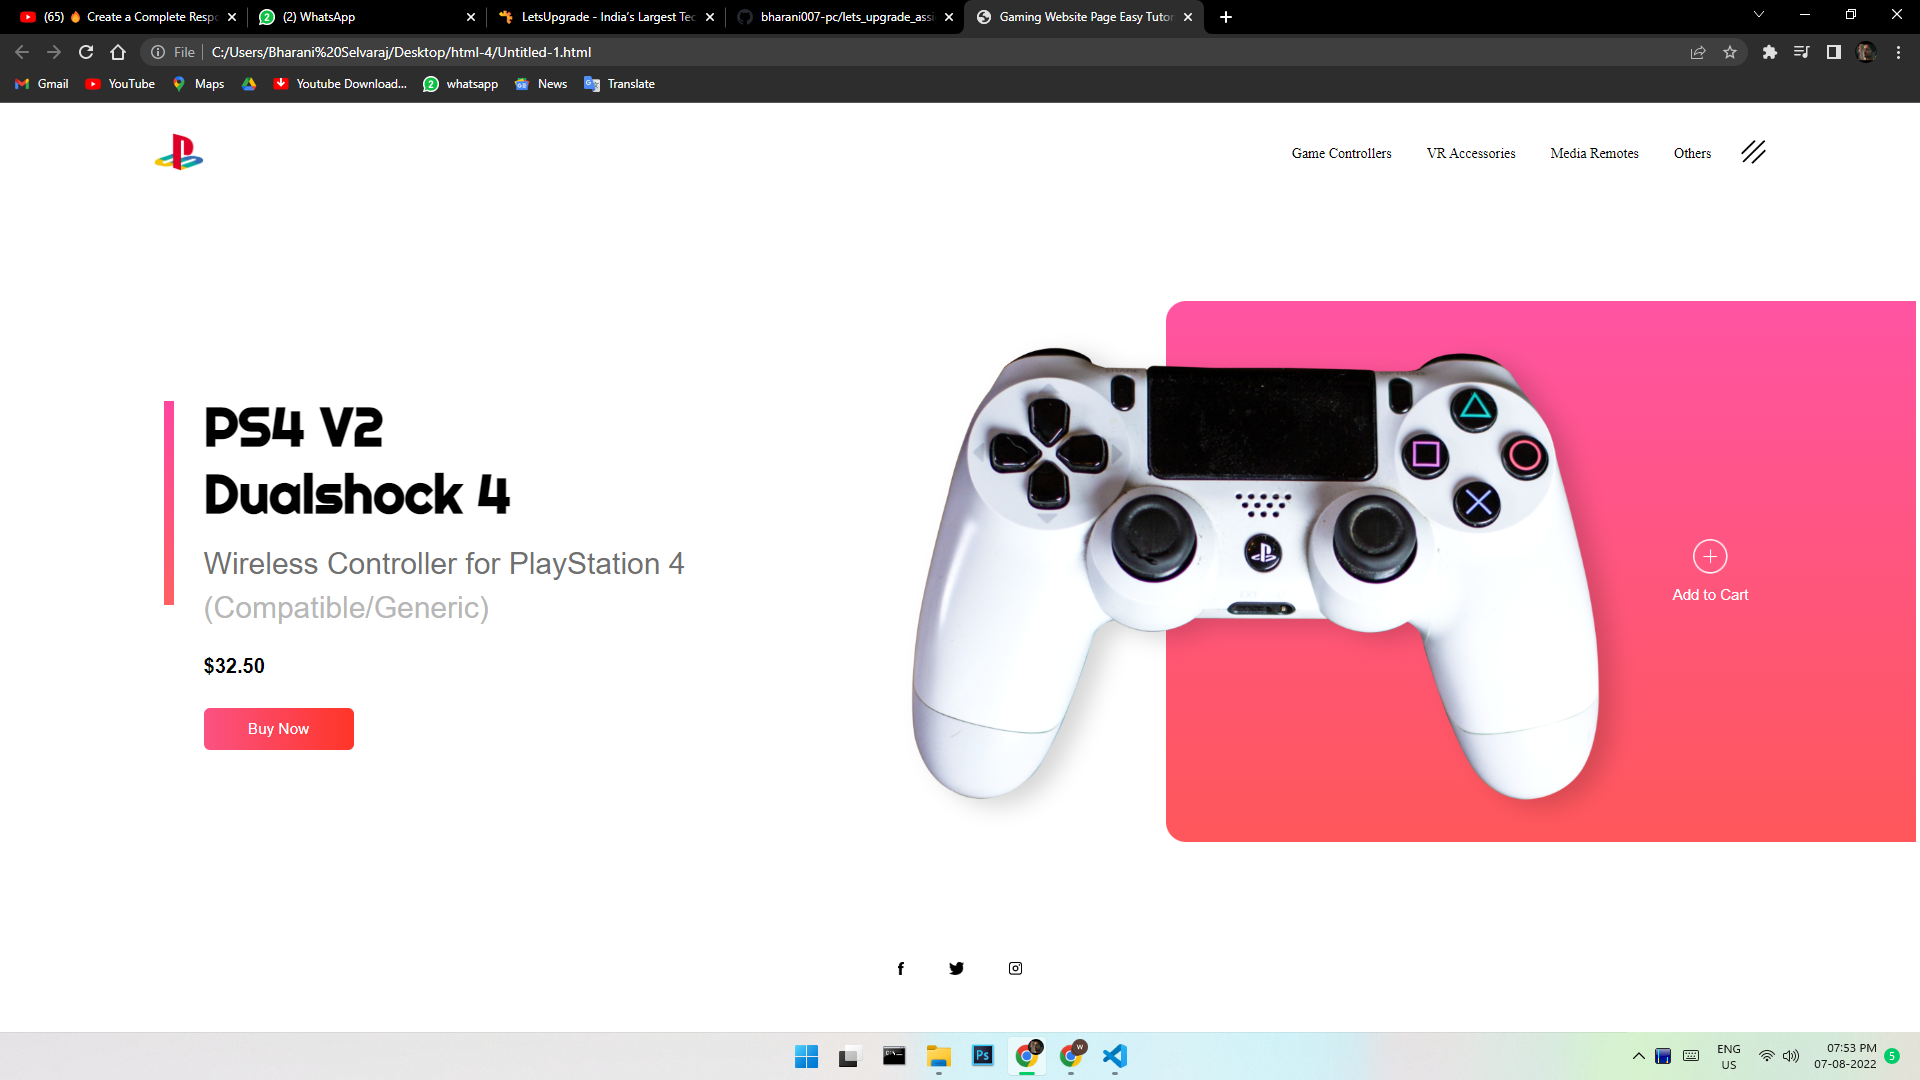 (65) 🔥 Create a Complete Respo
(2) WhatsApp
LetsUpgrade - India's Largest Tec
bharani007-pc/lets_upgrade_assi
Gaming Website Page Easy Tutor
File
C:/Users/Bharani%20Selvaraj/Desktop/html-4/Untitled-1.html
Gmail
YouTube
Maps
Youtube Download...
2
whatsapp
News
Translate
Game Controllers
VR Accessories
Media Remotes
Others
PS4 V2
Dualshock 4
Wireless Controller for PlayStation 4
(Compatible/Generic)
$32.50
Buy Now
Add to Cart
Ps
W
ENG
US
07:53 PM
07-08-2022
5